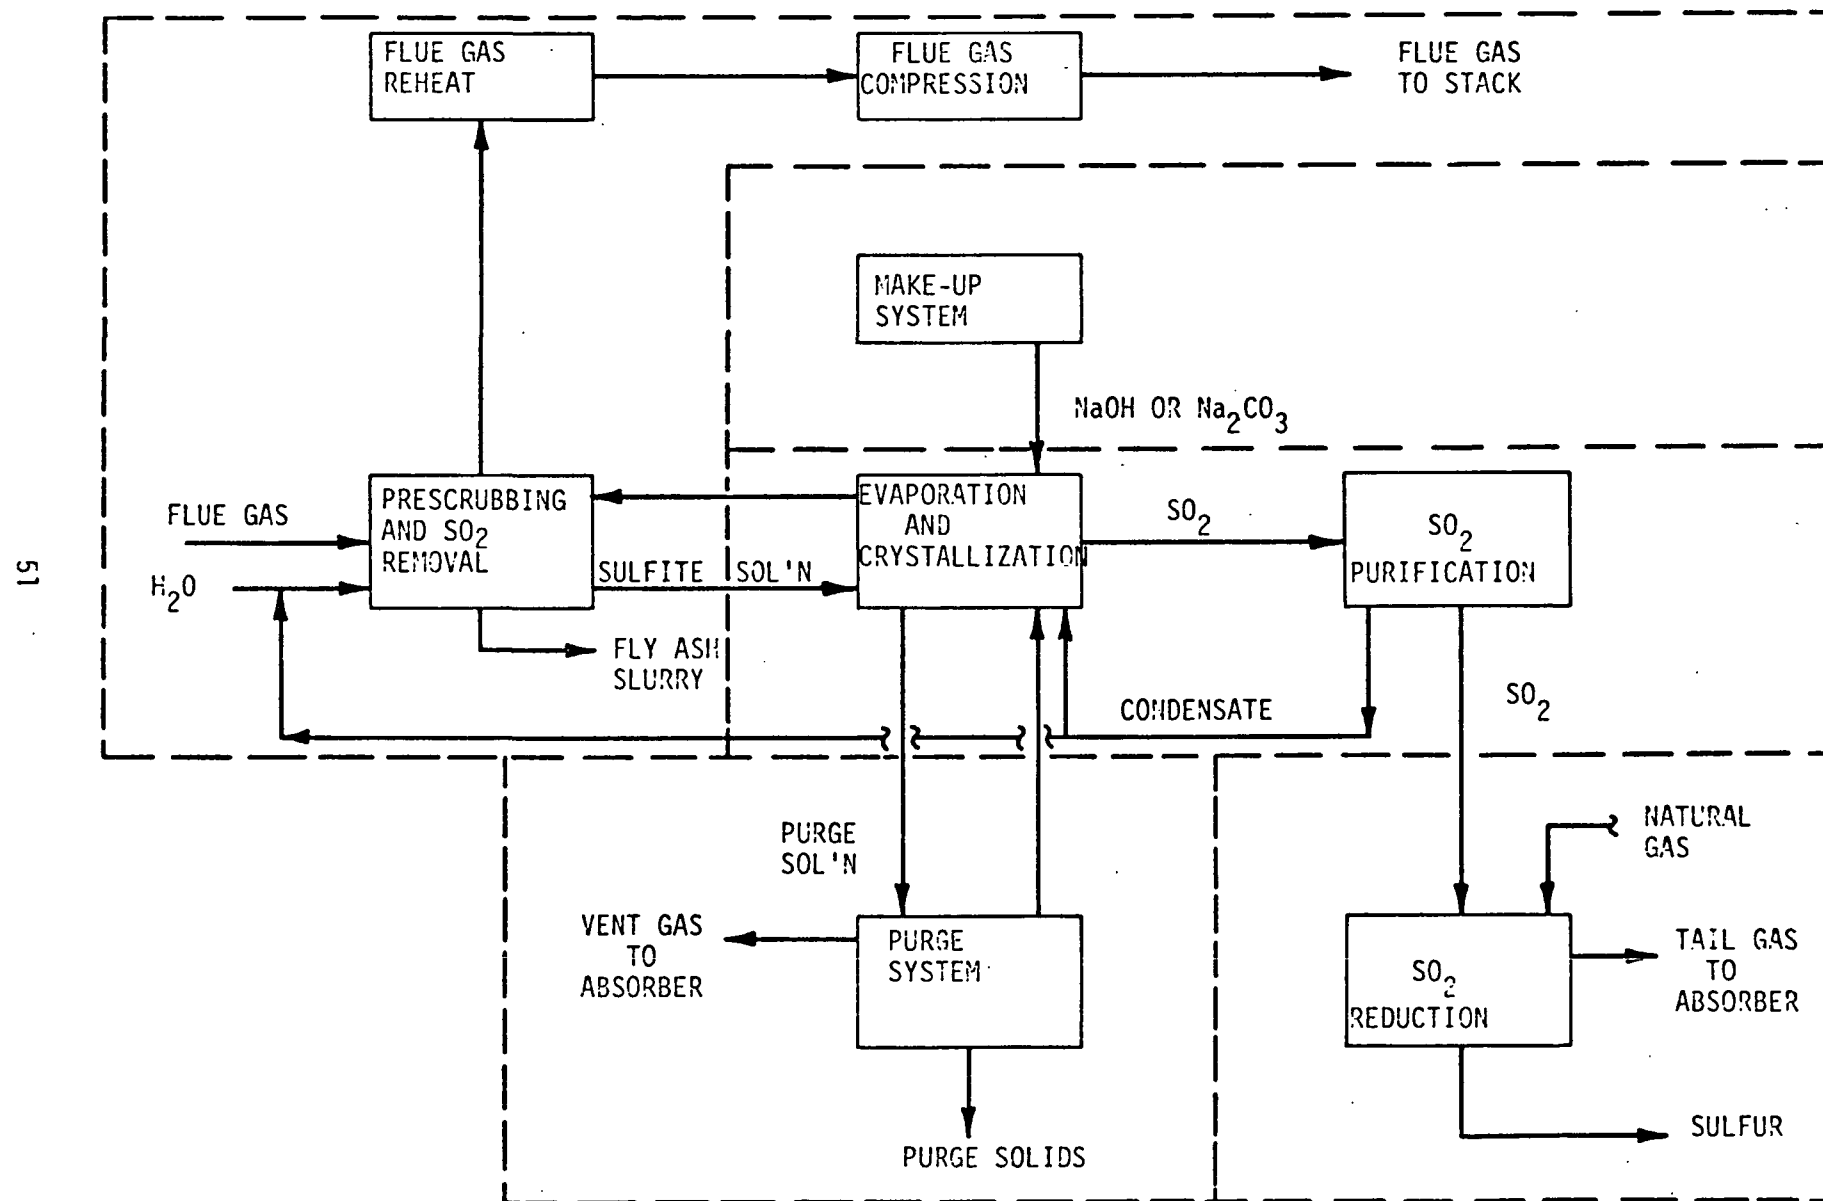 FLUE GAS
REHEAT
FLUE GAS
COMPRESSION
FLUE GAS
TO STACK
MAKE-UP
SYSTEM
NaOH OR Na2CO3
FLUE GAS
H2O
PRESCRUBBING
AND SO2
REMOVAL
SULFITE SOL'N
FLY ASH
SLURRY
EVAPORATION
AND
CRYSTALLIZATION
SO2
SO2
PURIFICATION
CONDENSATE
SO2
51
PURGE
SOL'N
NATURAL
GAS
VENT GAS
TO
ABSORBER
PURGE
SYSTEM
SO2
REDUCTION
TAIL GAS
TO
ABSORBER
PURGE SOLIDS
SULFUR